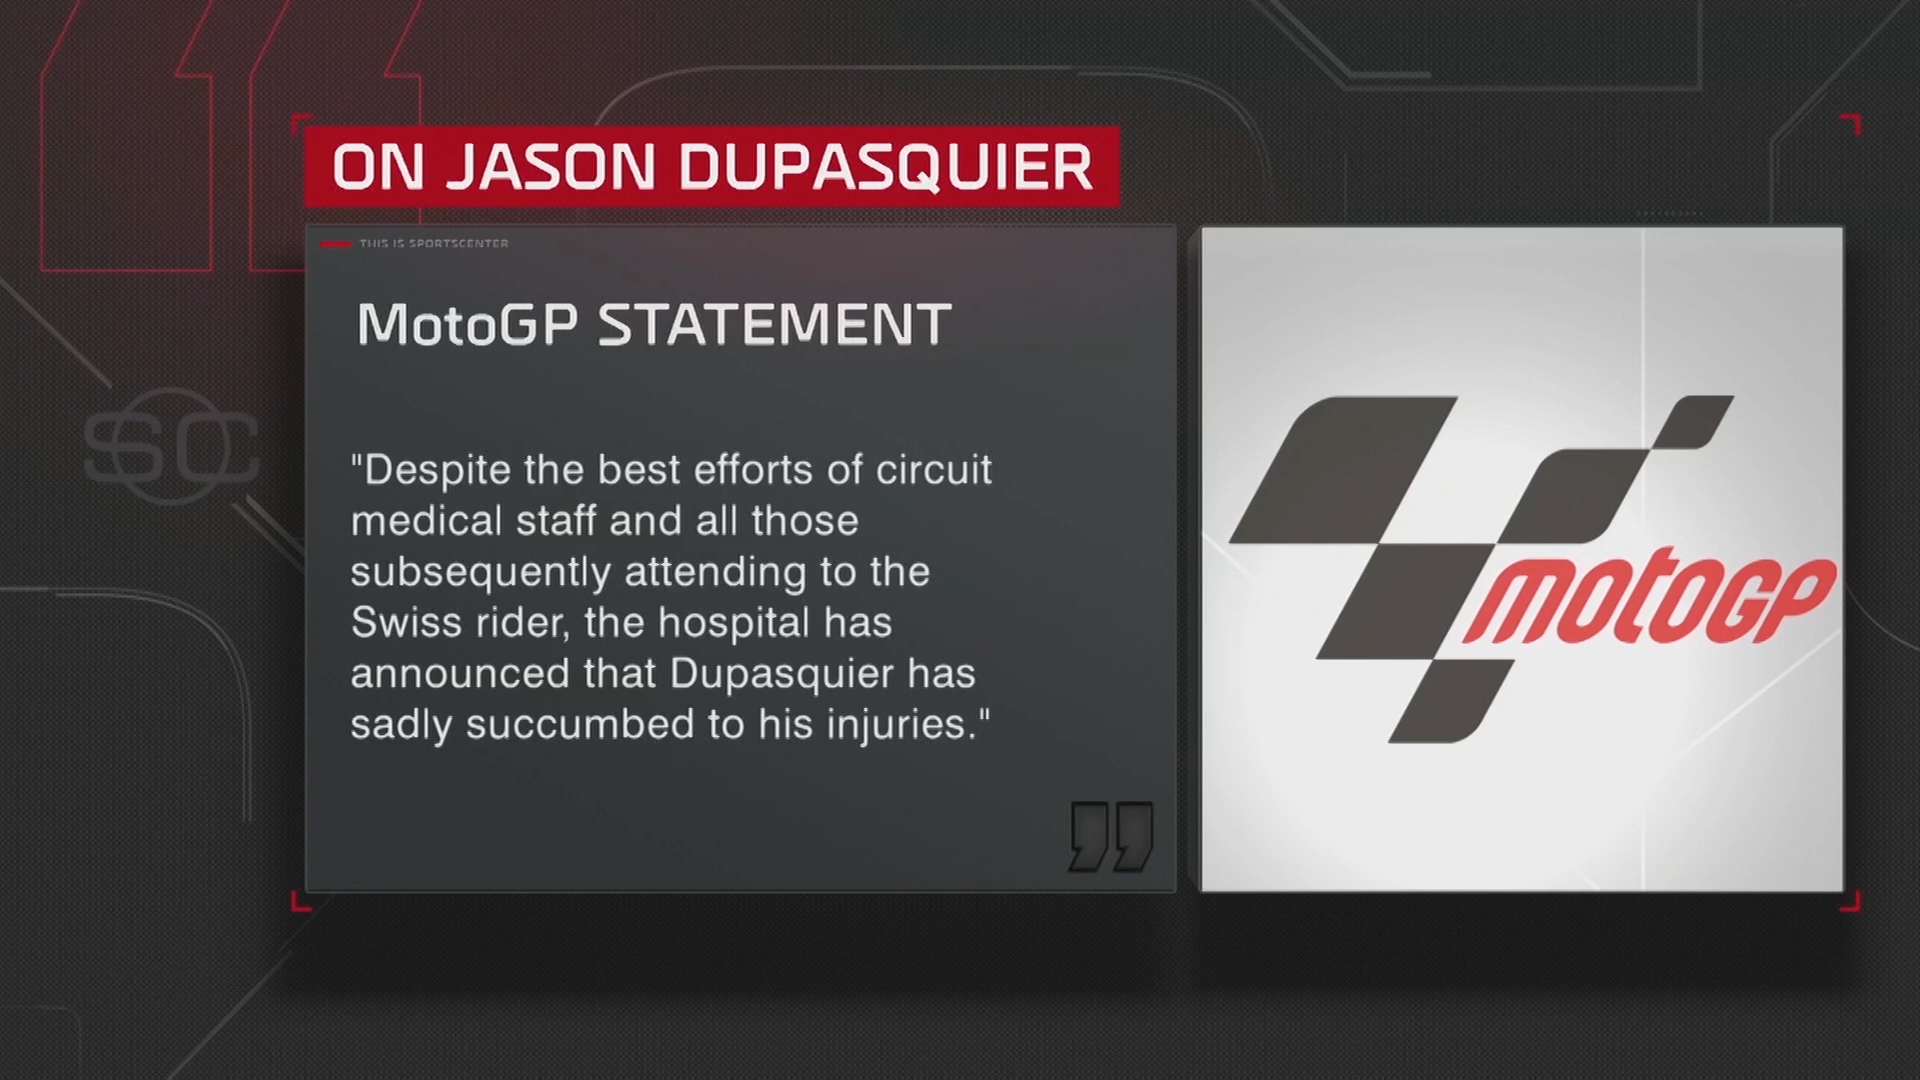 ON JASON DUPASQUIER
THIS IS SPORTSCENTER
MotoGP STATEMENT
"Despite the best efforts of circuit
medical staff and all those
subsequently attending to the
Swiss rider, the hospital has
announced that Dupasquier has
sadly succumbed to his injuries."
SC
motoGP